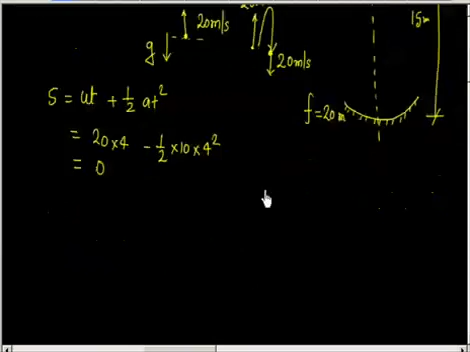 20m/s
g
20m/s
15m
S = ut + 1/2 at²
f=20m
= 20×4 - 1/2 ×10×4²
= 0